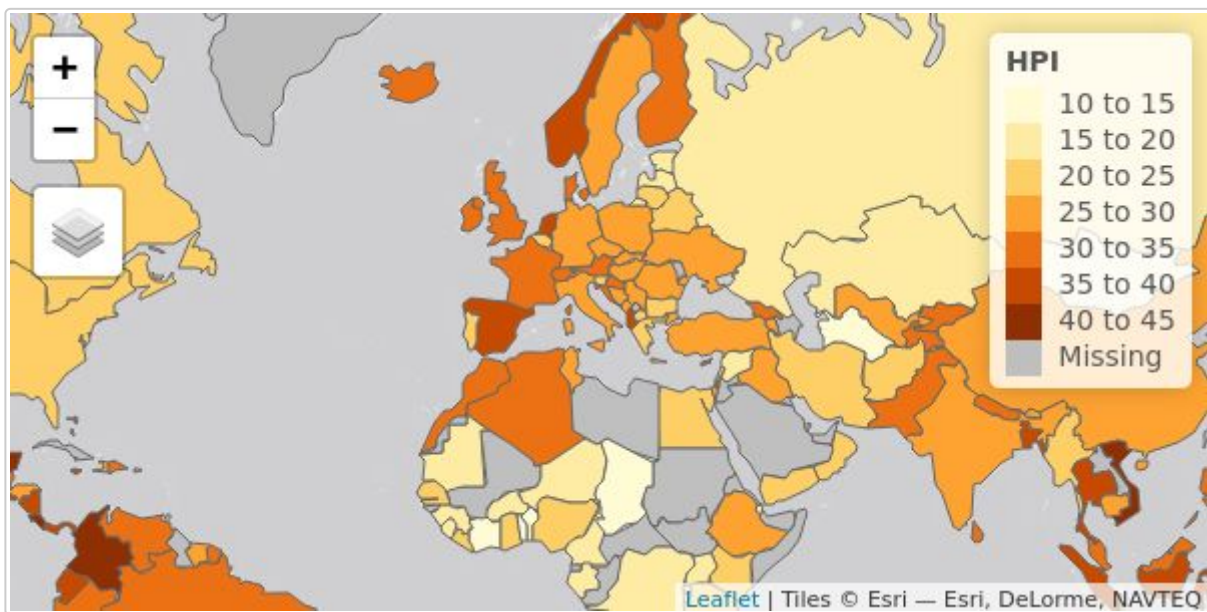 +
−
HPI
10 to 15
15 to 20
20 to 25
25 to 30
30 to 35
35 to 40
40 to 45
Missing
Leaflet | Tiles © Esri — Esri, DeLorme, NAVTEQ